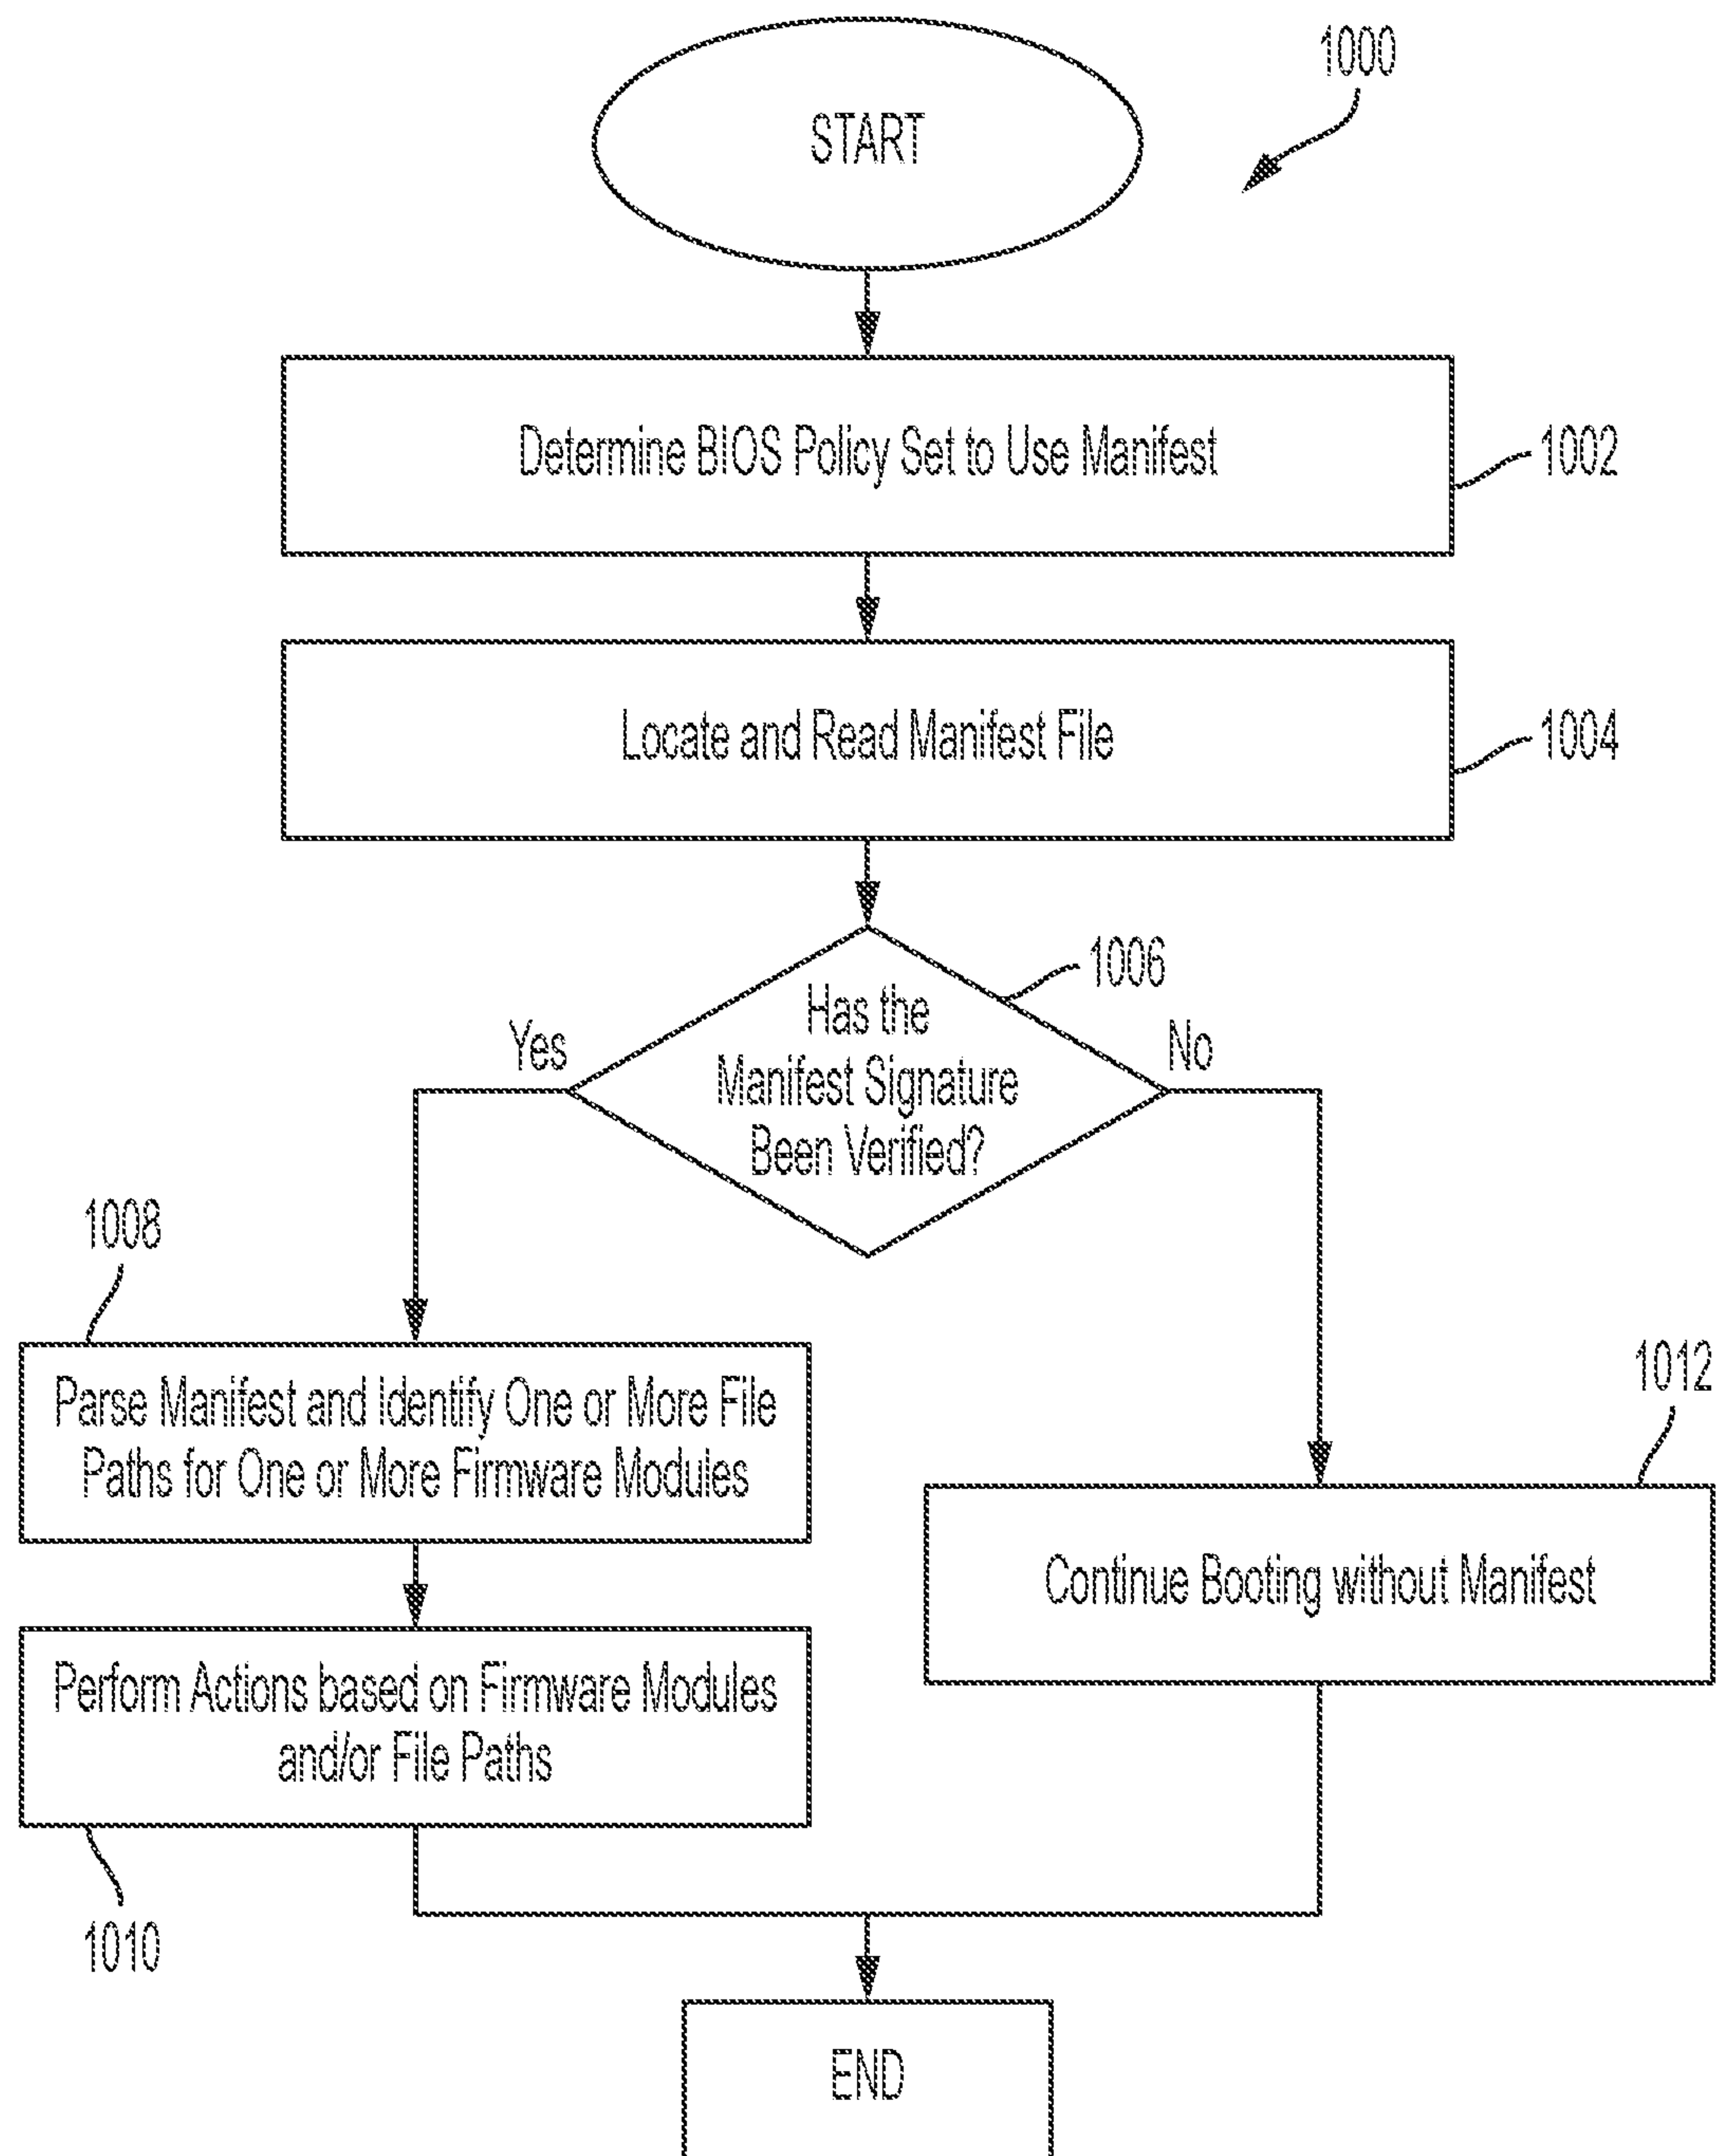 1000
START
Determine BIOS Policy Set to Use Manifest
1002
Locate and Read Manifest File
1004
1006
Has the
Manifest Signature
Been Verified?
Yes
No
1008
Parse Manifest and Identify One or More File
Paths for One or More Firmware Modules
1012
Continue Booting without Manifest
Perform Actions based on Firmware Modules
and/or File Paths
1010
END